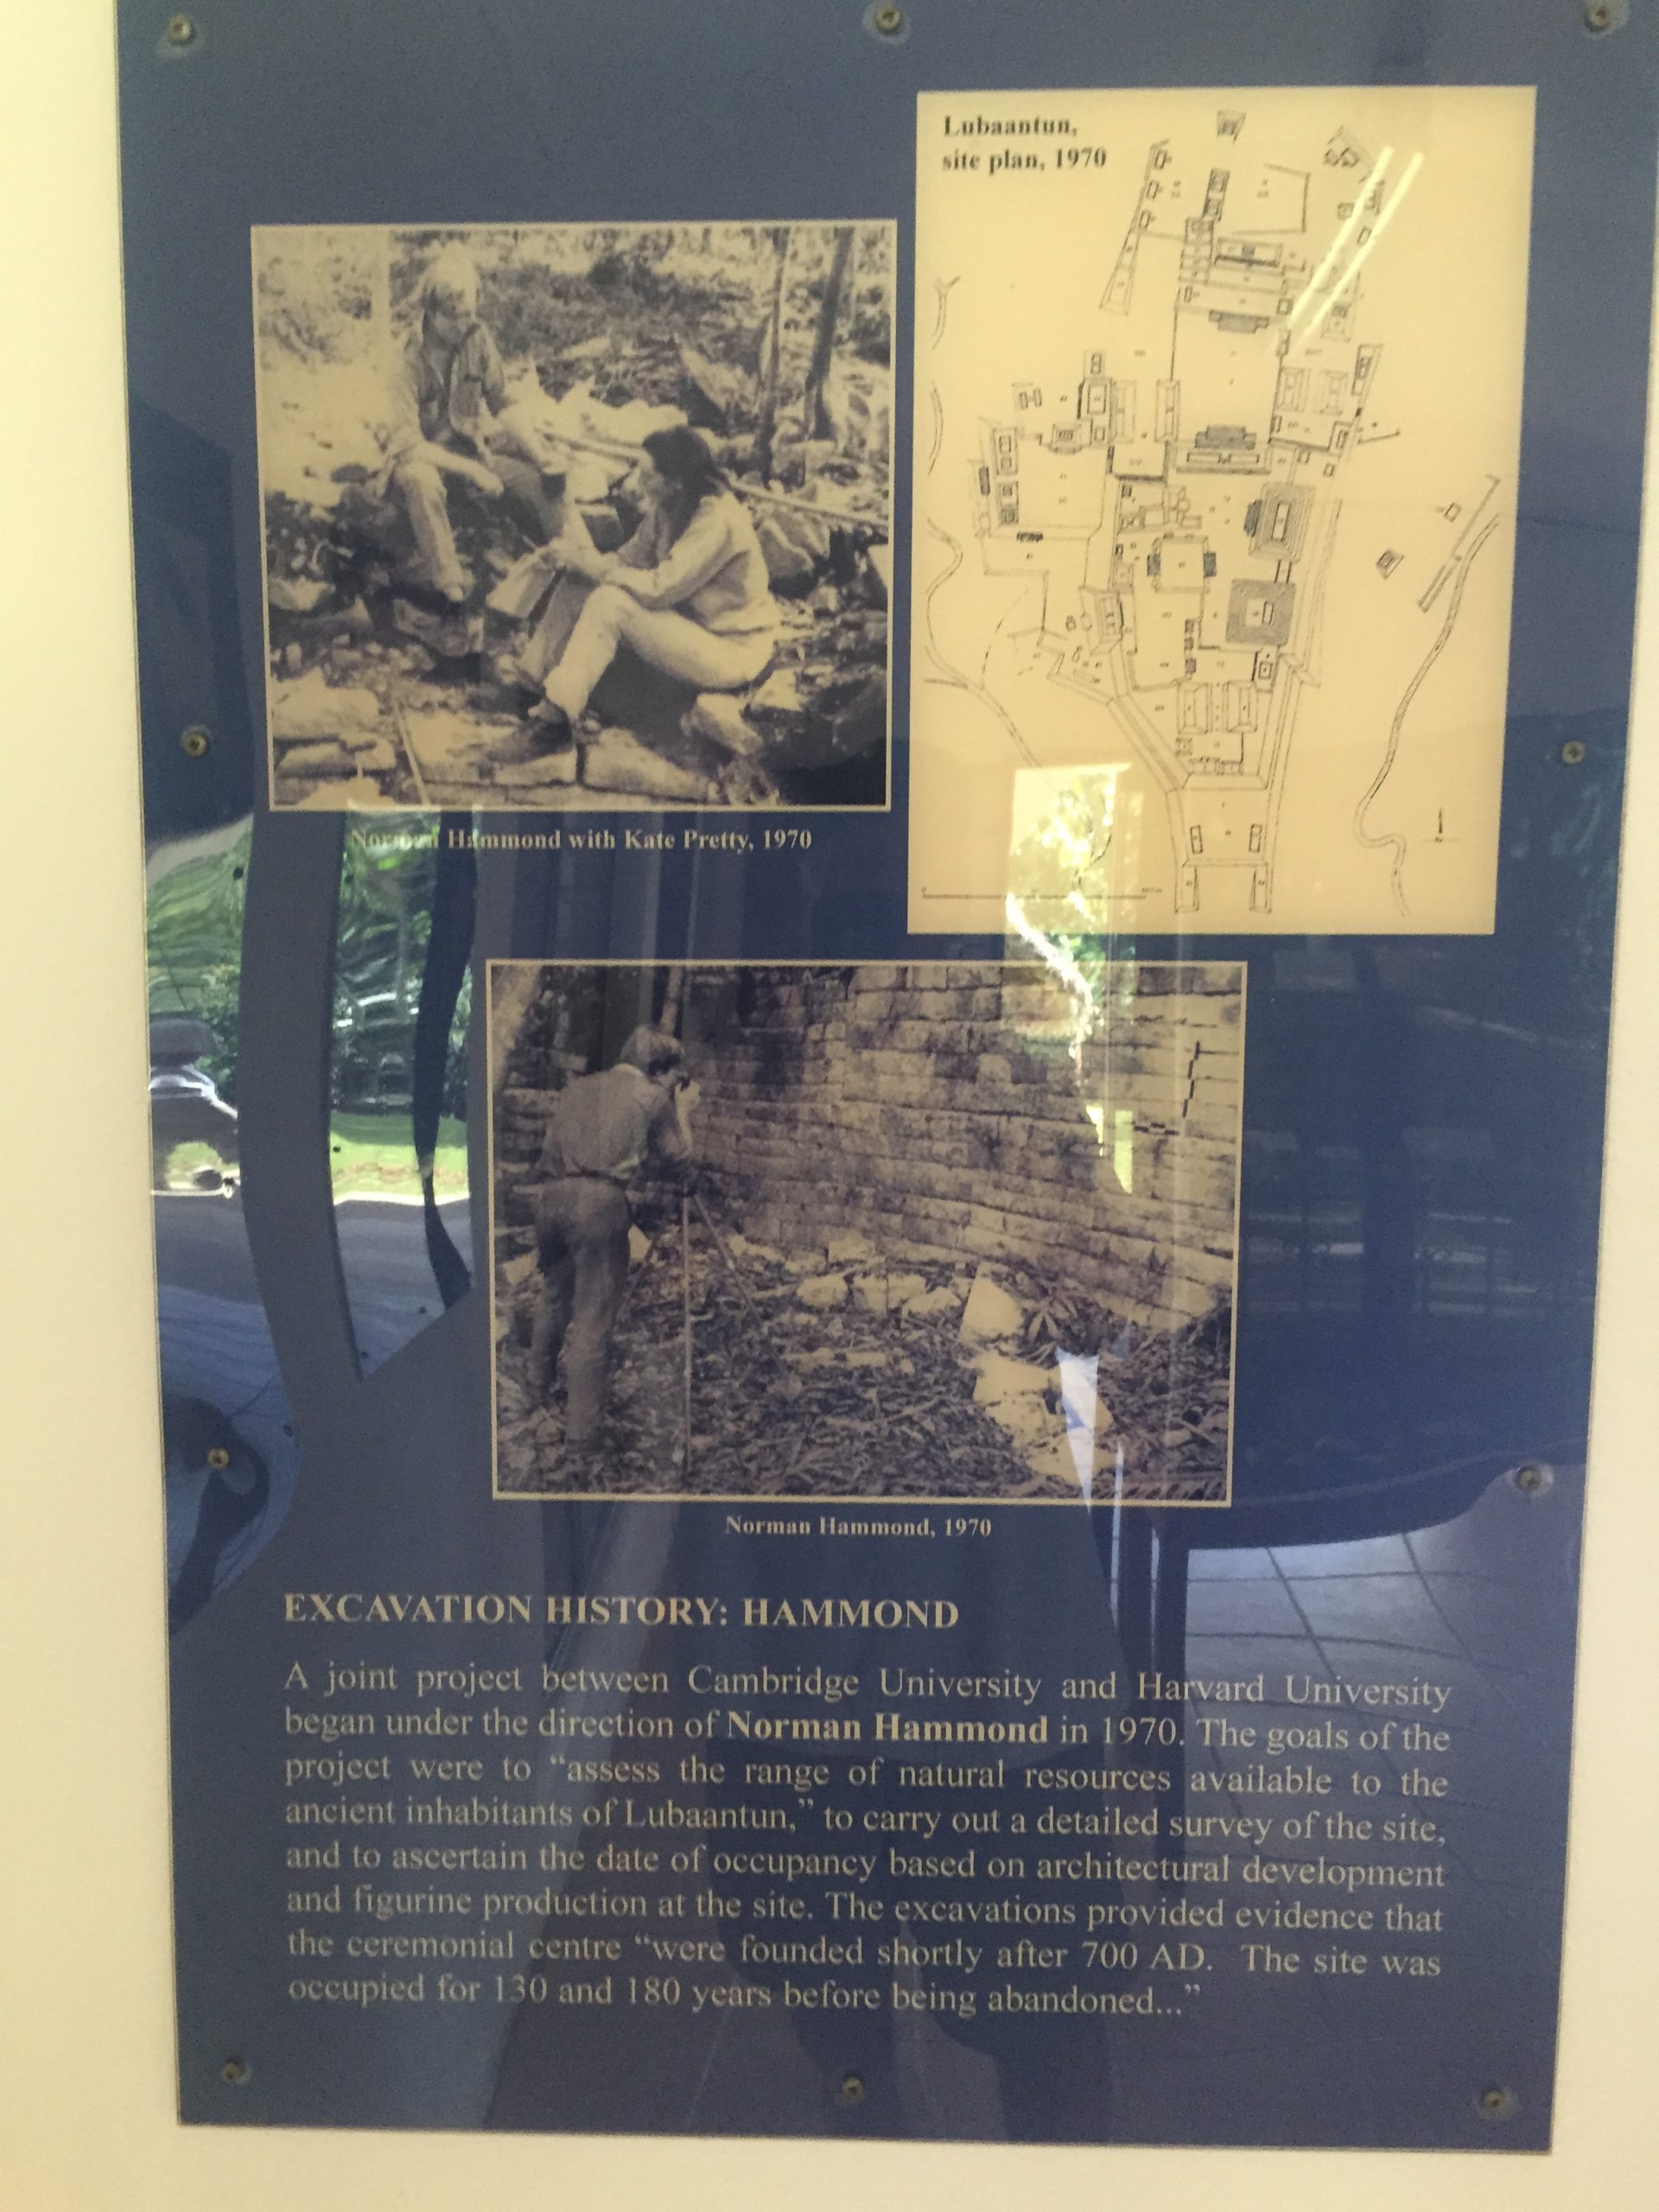 Lubaantun,
site plan, 1970
Norman Hammond with Kate Pretty, 1970
Norman Hammond, 1970
EXCAVATION HISTORY: HAMMOND
A joint project between Cambridge University and Harvard University
began under the direction of Norman Hammond in 1970. The goals of the
project were to “assess the range of natural resources available to the
ancient inhabitants of Lubaantun,” to carry out a detailed survey of the site,
and to ascertain the date of occupancy based on architectural development
and figurine production at the site. The excavations provided evidence that
the ceremonial centre “were founded shortly after 700 AD. The site was
occupied for 130 and 180 years before being abandoned...”